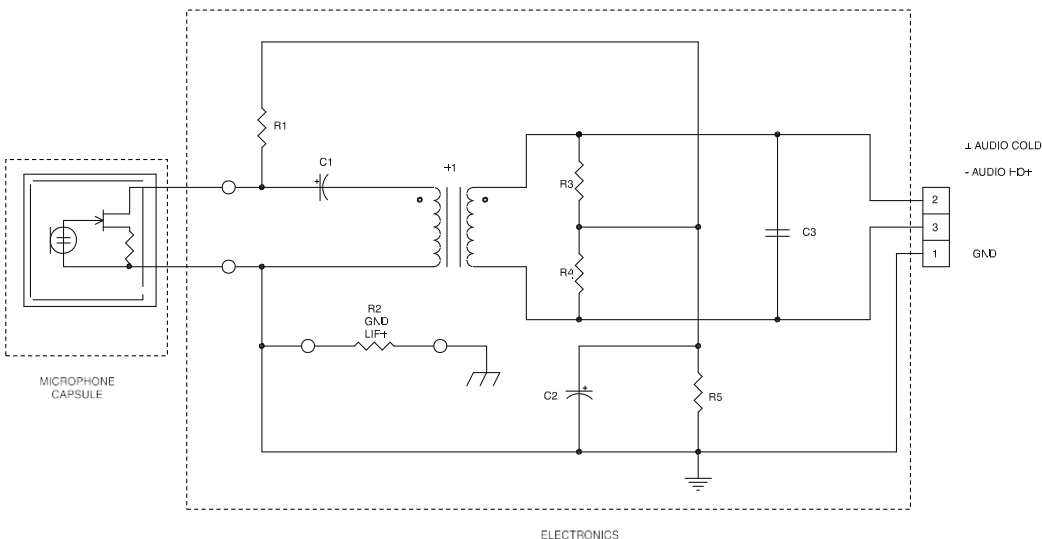 R1
C1
+1
⊥ AUDIO COLD
- AUDIO HO+
R3
2
R4
C3
3
1
GND
R2
GND
LIF+
MICROPHONE
CAPSULE
C2
R5
ELECTRONICS